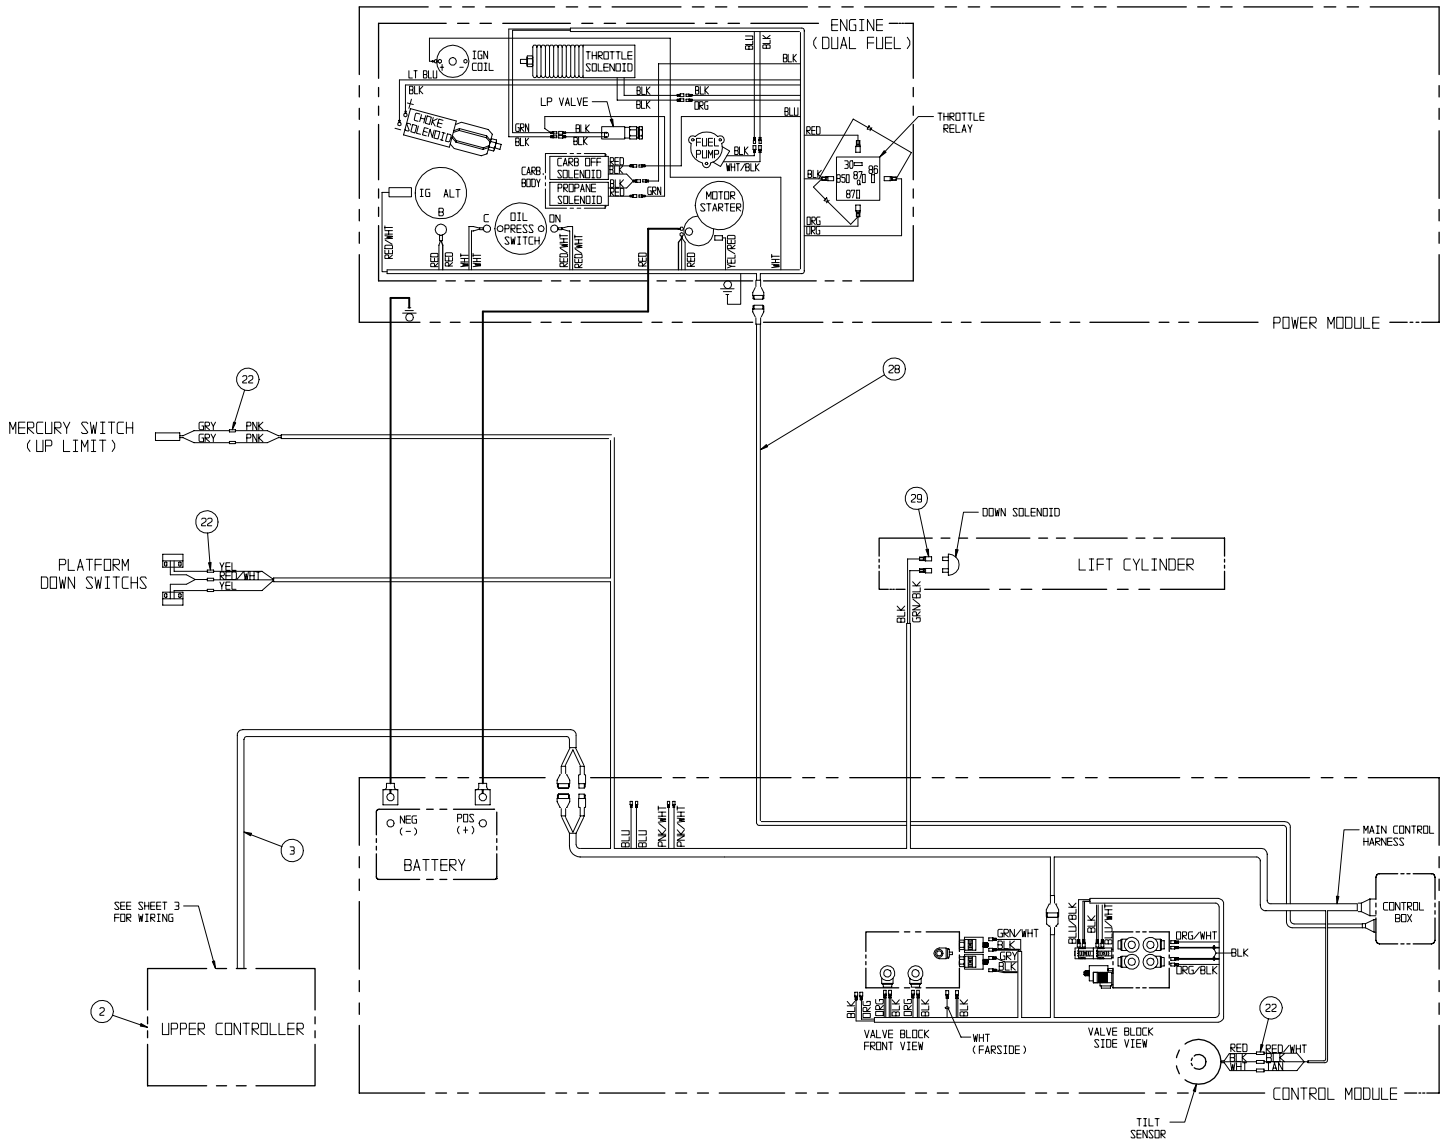 ENGINE
(DUAL FUEL)
IGN
COIL
+ -
THROTTLE
SOLENOID
BLU
BLK
BLK
LT BLU
BLK
+
-
CHOKE
SOLENOID
BLK
BLK
BLK
ORG
LP VALVE
BLU
GRN
BLK
BLK
BLK
RED
THROTTLE
RELAY
FUEL
PUMP
BLK
WHT/BLK
CARB.
BODY
CARB OFF
SOLENOID
PROPANE
SOLENOID
RED
BLK
BLK
RED
GRN
BLK
30
86
85
87
87
IG ALT
B
C
OIL
PRESS
SWITCH
ON
MOTOR
STARTER
ORG
ORG
RED/WHT
RED
RED
WHT
WHT
RED/WHT
RED/WHT
RED
RED
YEL/RED
WHT
POWER MODULE
22
28
MERCURY SWITCH
(UP LIMIT)
GRY PNK
GRY PNK
29
DOWN SOLENOID
22
PLATFORM
DOWN SWITCHS
YEL
RED/WHT
YEL
LIFT CYLINDER
BLK
GRN/BLK
NEG
(-)
POS
(+)
BATTERY
BLU
BLU
PNK/WHT
PNK/WHT
3
MAIN CONTROL
HARNESS
SEE SHEET 3
FOR WIRING
CONTROL
BOX
GRN/WHT
BLK
GRY
BLK
BLU/BLK
BLK
BLU/WHT
ORG/WHT
BLK
ORG/BLK
2
UPPER CONTROLLER
BLK
ORG
ORG
BLK
ORG
BLK
BLK
VALVE BLOCK
FRONT VIEW
WHT
(FARSIDE)
VALVE BLOCK
SIDE VIEW
22
RED RED/WHT
BLK BLK
WHT TAN
CONTROL MODULE
TILT
SENSOR